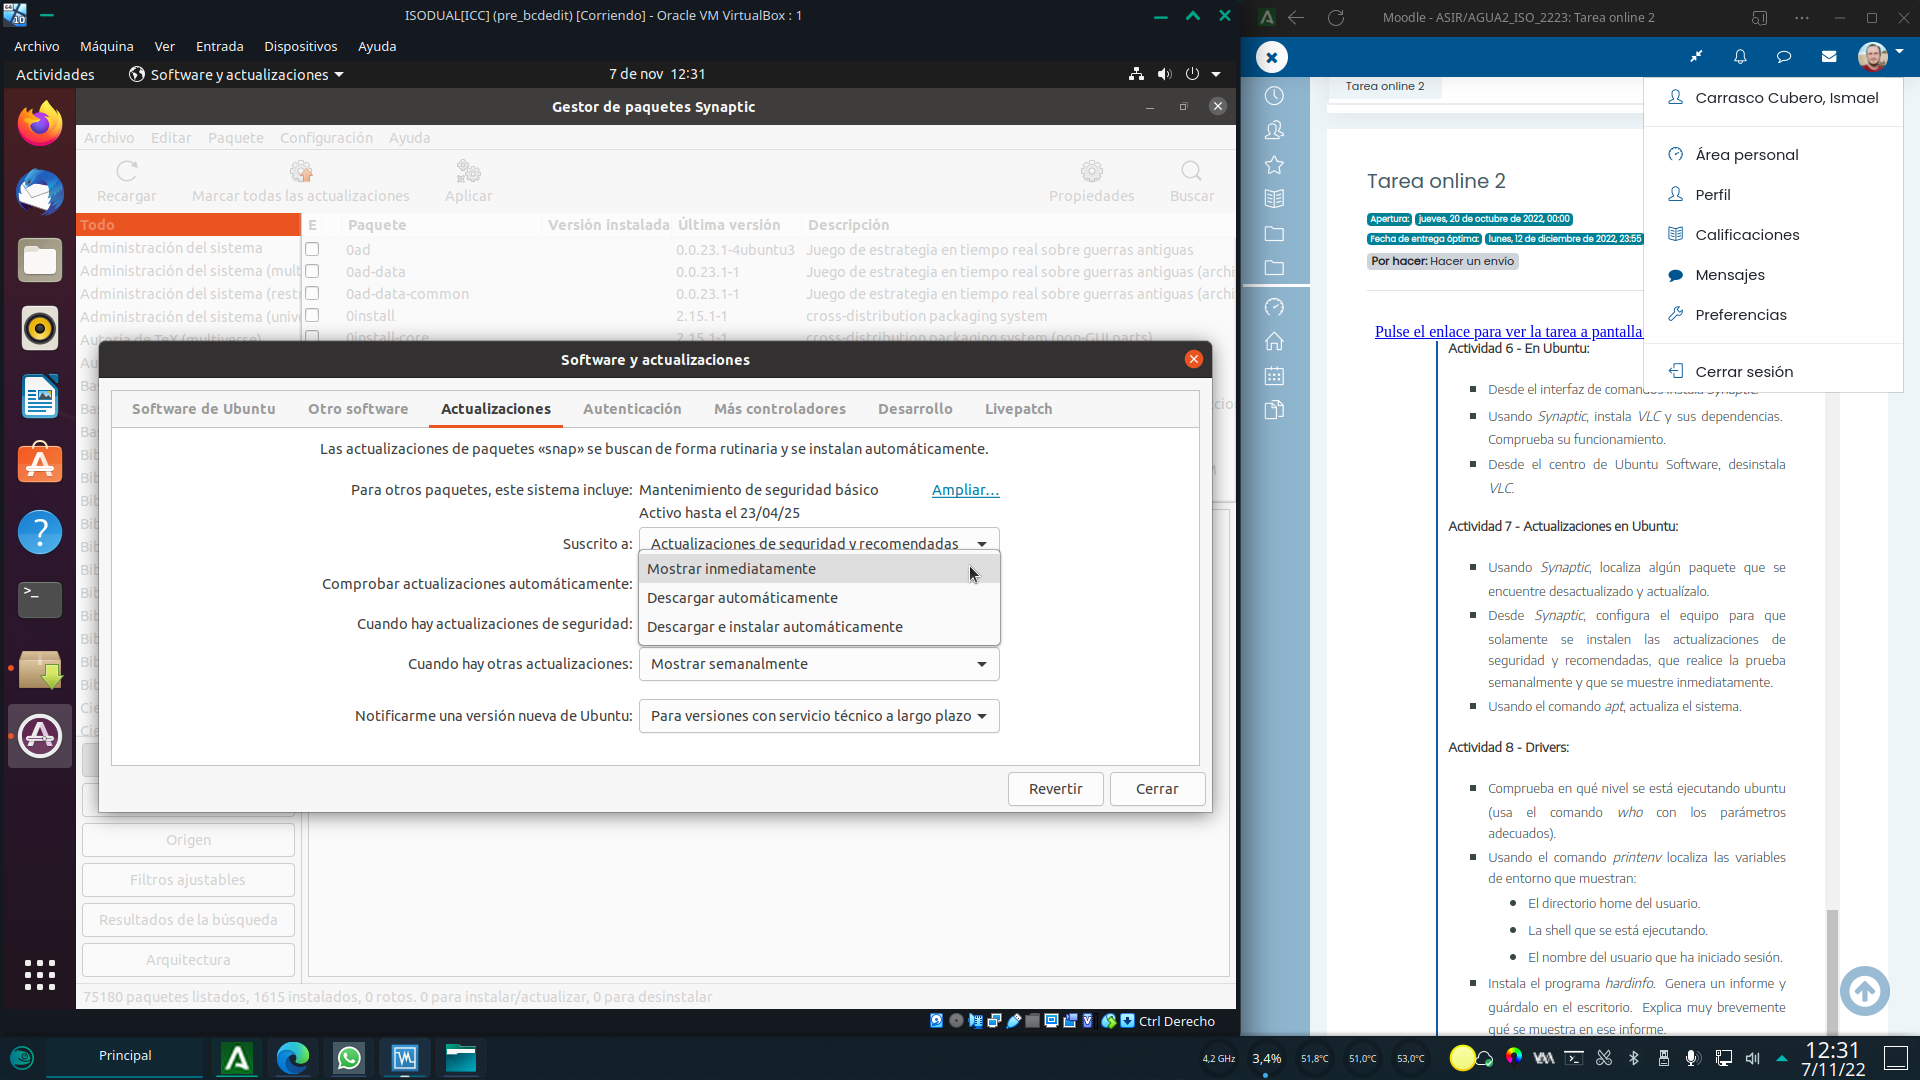 ISODUAL[ICC] (pre_bcdedit) [Corriendo] - Oracle VM VirtualBox : 1
Archivo Máquina Ver Entrada Dispositivos Ayuda
Actividades Software y actualizaciones 7 de nov 12:31
Gestor de paquetes Synaptic
Archivo Editar Paquete Configuración Ayuda
Recargar Marcar todas las actualizaciones Aplicar Propiedades Buscar
Todo E Paquete Versión instalada Última versión Descripción
Administración del sistema 0ad 0.0.23.1-4ubuntu3 Juego de estrategia en tiempo real sobre guerras antiguas
Administración del sistema (mult 0ad-data 0.0.23.1-1 Juego de estrategia en tiempo real sobre guerras antiguas (archi
Administración del sistema (restr 0ad-data-common 0.0.23.1-1 Juego de estrategia en tiempo real sobre guerras antiguas (archi
Administración del sistema (univ 0install 2.15.1-1 cross-distribution packaging system
Autoría de TeX (multiverse) 0install-core 2.15.1-1 cross-distribution packaging system (non-GUI parts)
Software y actualizaciones
Software de Ubuntu Otro software Actualizaciones Autenticación Más controladores Desarrollo Livepatch
Las actualizaciones de paquetes «snap» se buscan de forma rutinaria y se instalan automáticamente.
Para otros paquetes, este sistema incluye: Mantenimiento de seguridad básico Ampliar...
Activo hasta el 23/04/25
Suscrito a: Actualizaciones de seguridad y recomendadas
Comprobar actualizaciones automáticamente:
Mostrar inmediatamente
Descargar automáticamente
Cuando hay actualizaciones de seguridad: Descargar e instalar automáticamente
Cuando hay otras actualizaciones: Mostrar semanalmente
Notificarme una versión nueva de Ubuntu: Para versiones con servicio técnico a largo plazo
Revertir Cerrar
Origen
Filtros ajustables
Resultados de la búsqueda
Arquitectura
75180 paquetes listados, 1615 instalados, 0 rotos. 0 para instalar/actualizar, 0 para desinstalar
Ctrl Derecho
Moodle - ASIR/AGUA2_ISO_2223: Tarea online 2
Tarea online 2
Carrasco Cubero, Ismael
Área personal
Perfil
Calificaciones
Mensajes
Preferencias
Cerrar sesión
Tarea online 2
Apertura: jueves, 20 de octubre de 2022, 00:00
Fecha de entrega óptima: lunes, 12 de diciembre de 2022, 23:55
Por hacer: Hacer un envío
Pulse el enlace para ver la tarea a pantalla
Actividad 6 - En Ubuntu:
Desde el interfaz de comandos instala Synaptic.
Usando Synaptic, instala VLC y sus dependencias.
Comprueba su funcionamiento.
Desde el centro de Ubuntu Software, desinstala
VLC.
Actividad 7 - Actualizaciones en Ubuntu:
Usando Synaptic, localiza algún paquete que se
encuentre desactualizado y actualízalo.
Desde Synaptic, configura el equipo para que
solamente se instalen las actualizaciones de
seguridad y recomendadas, que realice la prueba
semanalmente y que se muestre inmediatamente.
Usando el comando apt, actualiza el sistema.
Actividad 8 - Drivers:
Comprueba en qué nivel se está ejecutando ubuntu
(usa el comando who con los parámetros
adecuados).
Usando el comando printenv localiza las variables
de entorno que muestran:
El directorio home del usuario.
La shell que se está ejecutando.
El nombre del usuario que ha iniciado sesión.
Instala el programa hardinfo. Genera un informe y
guárdalo en el escritorio. Explica muy brevemente
qué se muestra en ese informe.
Principal 4,2 GHz 3,4% 51,8°C 51,0°C 53,0°C 12:31
7/11/22